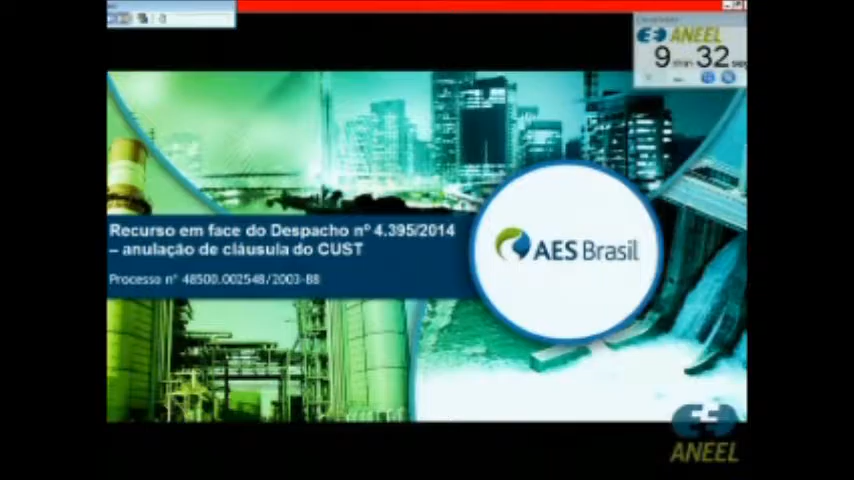 ANEEL
9 min 32 seg
Recurso em face do Despacho nº 4.395/2014
– anulação de cláusula do CUST
Processo n° 48500.002548/2003-88
AES Brasil
ANEEL